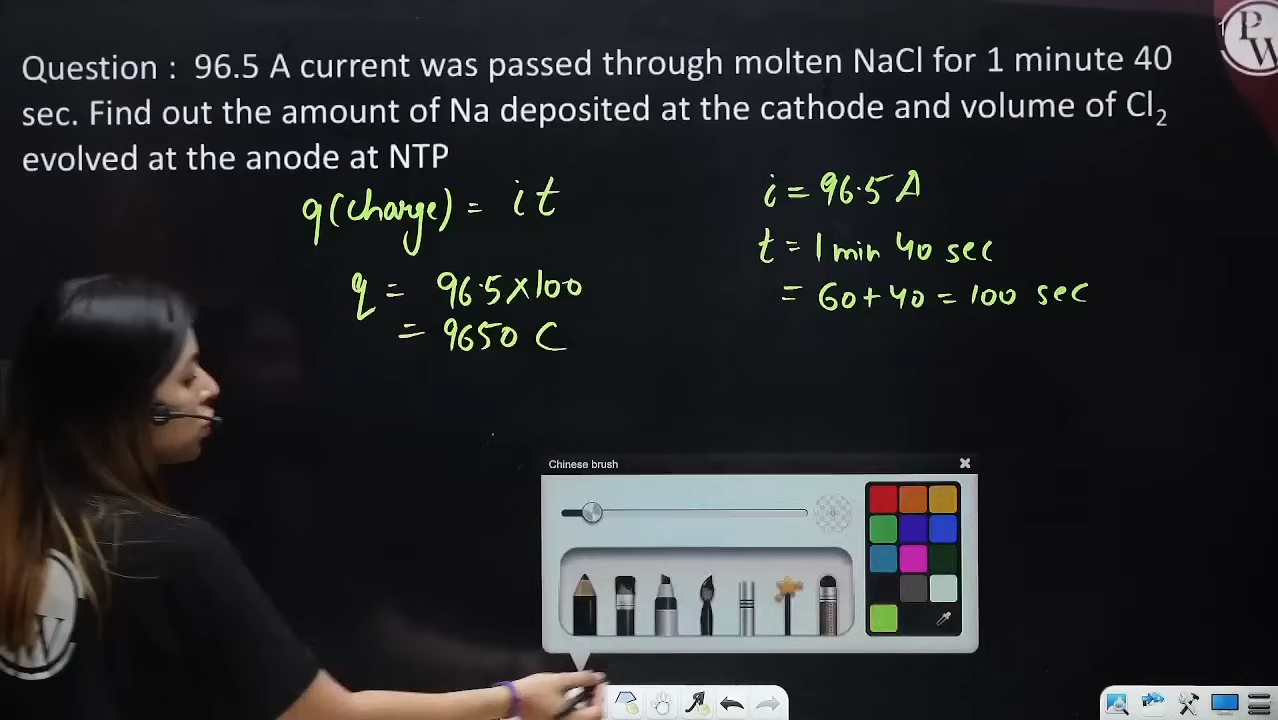 Question : 96.5 A current was passed through molten NaCl for 1 minute 40
sec. Find out the amount of Na deposited at the cathode and volume of Cl₂
evolved at the anode at NTP
q (charge) = i t
q = 96.5 × 100
= 9650 C
i = 96.5 A
t = 1 min 40 sec
= 60 + 40 = 100 sec
Chinese brush
PW
W